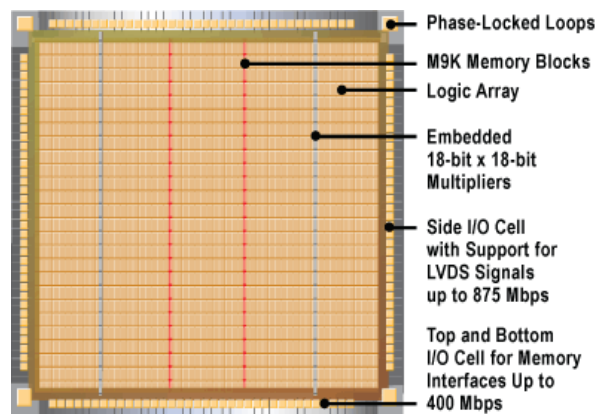 Phase-Locked Loops
M9K Memory Blocks
Logic Array
Embedded
18-bit x 18-bit
Multipliers
Side I/O Cell
with Support for
LVDS Signals
up to 875 Mbps
Top and Bottom
I/O Cell for Memory
Interfaces Up to
400 Mbps